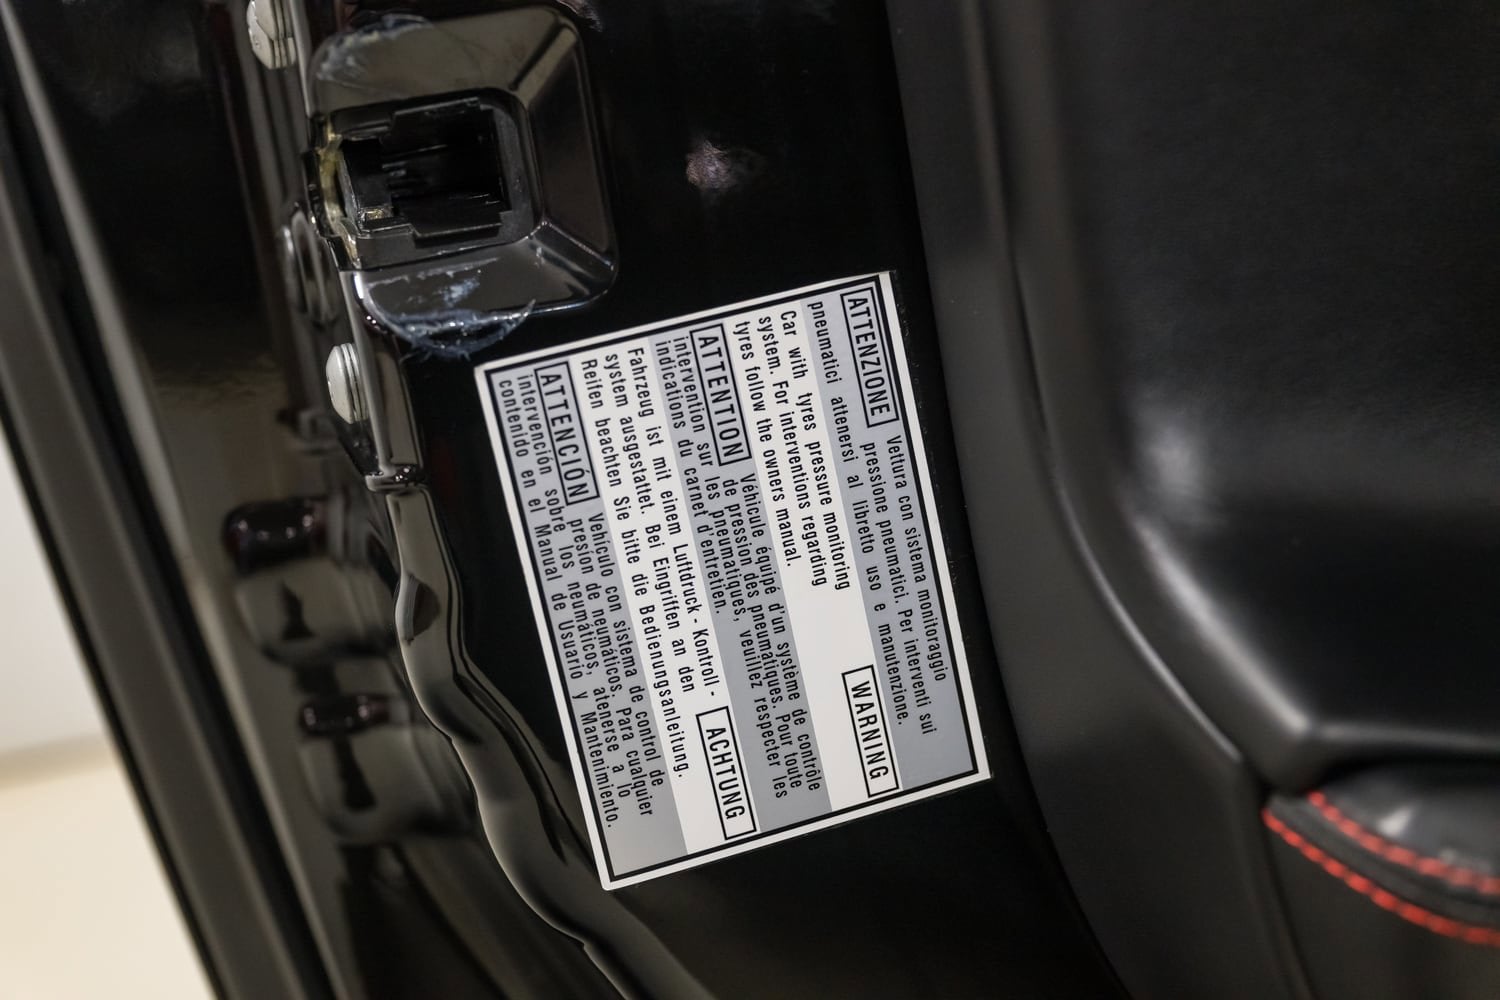 ATTENZIONE Vettura con sistema monitoraggio
pressione pneumatici. Per interventi sui
pneumatici attenersi al libretto uso e manutenzione.
Car with tyres pressure monitoring
system. For interventions regarding
tyres follow the owners manual.
WARNING
ATTENTION Véhicule équipé d'un système de contrôle
de pression des pneumatiques. Pour toute
intervention sur les pneumatiques, veuillez respecter les
indications du carnet d'entretien.
Fahrzeug ist mit einem Luftdruck - Kontroll -
system ausgestattet. Bei Eingriffen an den
Reifen beachten Sie bitte die Bedienungsanleitung.
ACHTUNG
ATTENCIÓN Vehículo con sistema de control de
presión de neumáticos. Para cualquier
intervención sobre los neumáticos, atenerse a lo
contenido en el Manual de Usuario y Mantenimiento.